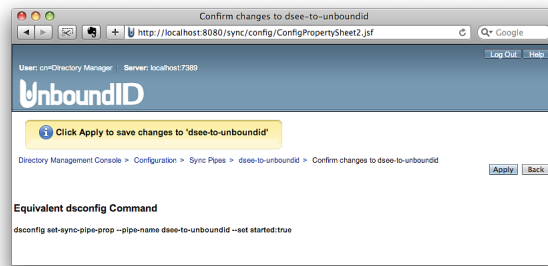 Confirm changes to dsee-to-unboundid
http://localhost:8080/sync/config/ConfigPropertySheet2.jsf
Google
Log Out Help
User: cn=Directory Manager Server: localhost:7389
UnboundID
Click Apply to save changes to 'dsee-to-unboundid'
Directory Management Console > Configuration > Sync Pipes > dsee-to-unboundid > Confirm changes to dsee-to-unboundid
Apply Back
Equivalent dsconfig Command
dsconfig set-sync-pipe-prop --pipe-name dsee-to-unboundid --set started:true